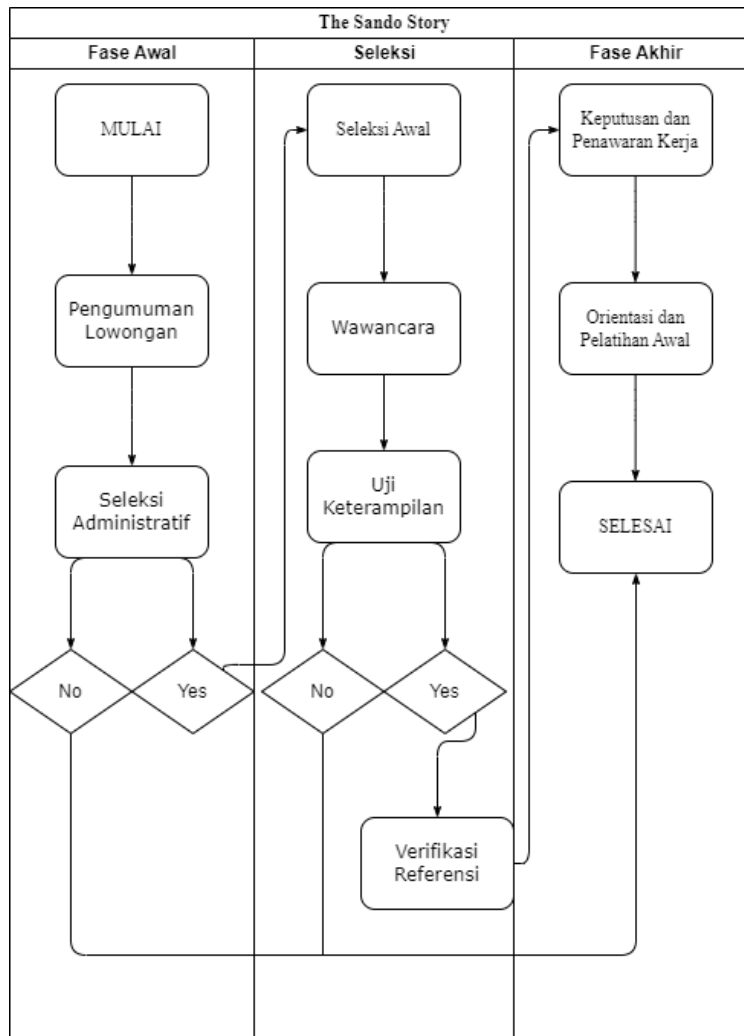 The Sando Story
Fase Awal
Seleksi
Fase Akhir
MULAI
Pengumuman
Lowongan
Seleksi
Administratif
No
Yes
Seleksi Awal
Wawancara
Uji
Keterampilan
No
Yes
Verifikasi
Referensi
Keputusan dan
Penawaran Kerja
Orientasi dan
Pelatihan Awal
SELESAI